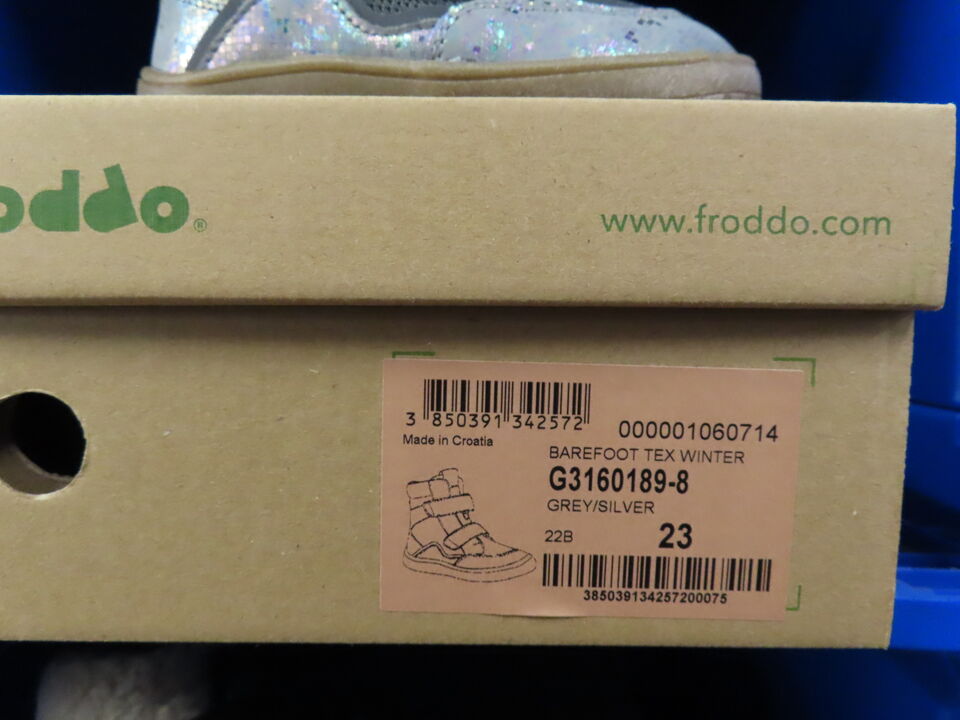 roddo®
www.froddo.com
3 850391 342572
000001060714
Made in Croatia
BAREFOOT TEX WINTER
G3160189-8
GREY/SILVER
22B
23
385039134257200075